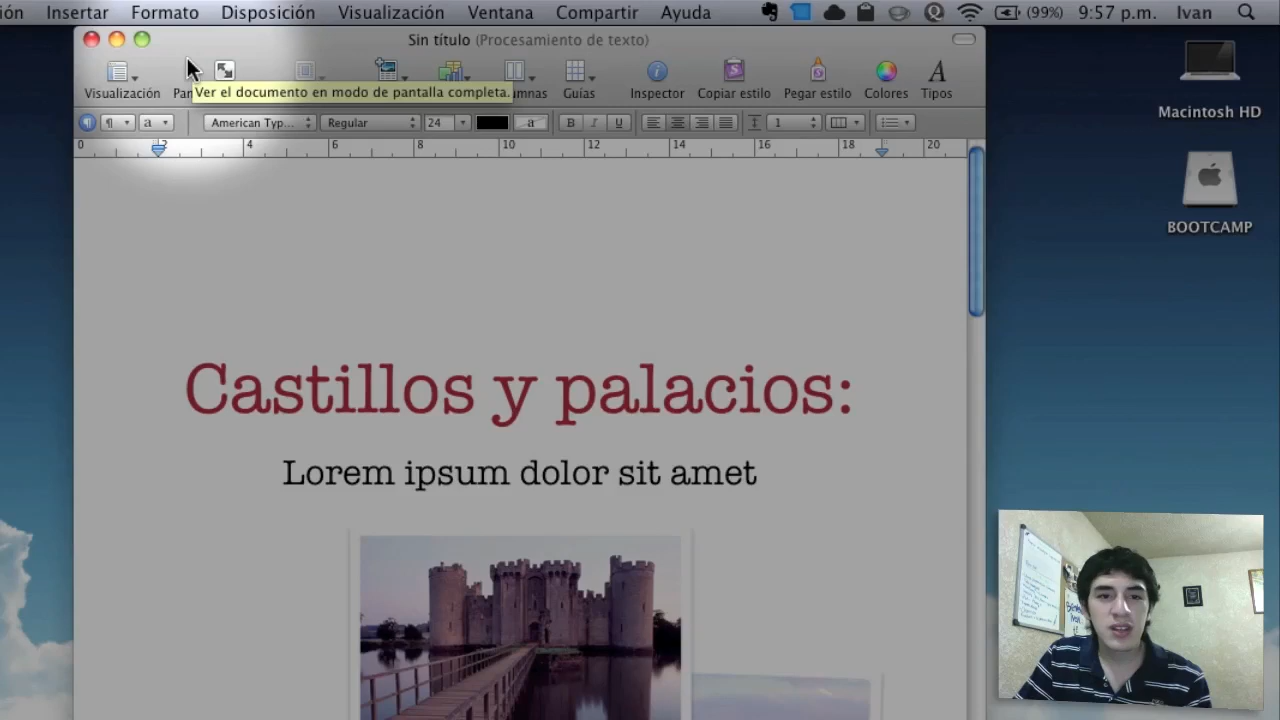 ión Insertar Formato Disposición Visualización Ventana Compartir Ayuda (99%) 9:57 p.m. Ivan
Sin título (Procesamiento de texto)
Visualización Pan umnas Guías Inspector Copiar estilo Pegar estilo Colores Tipos
Ver el documento en modo de pantalla completa.
a American Typ... Regular 24 a B I U 1
0 2 4 6 8 10 12 14 16 18 20
Macintosh HD
BOOTCAMP
Castillos y palacios:
Lorem ipsum dolor sit amet